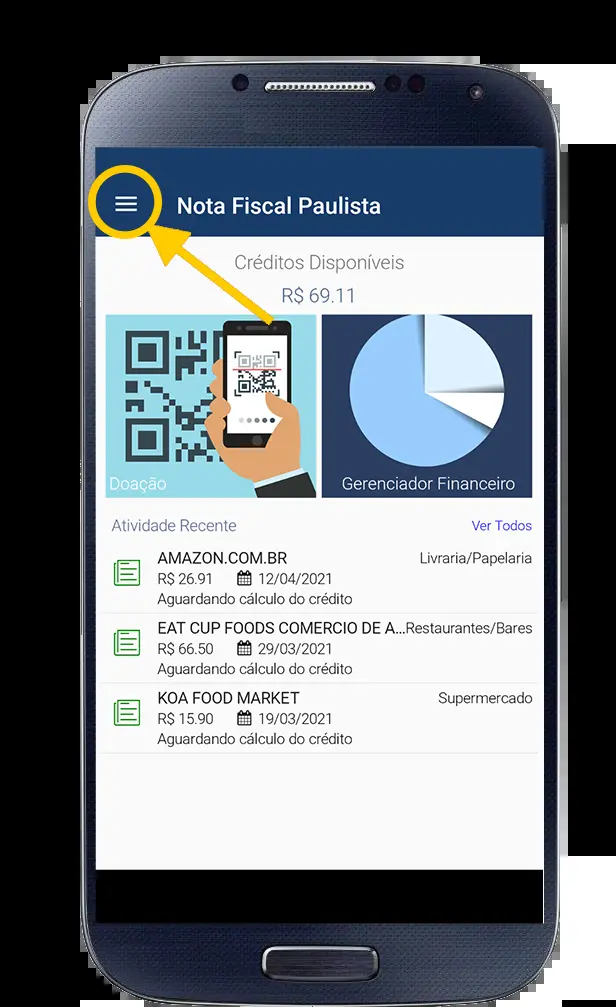 Nota Fiscal Paulista
Créditos Disponíveis
R$ 69.11
Doação
Gerenciador Financeiro
Atividade Recente
Ver Todos
AMAZON.COM.BR
Livraria/Papelaria
R$ 26.91 12/04/2021
Aguardando cálculo do crédito
EAT CUP FOODS COMERCIO DE A...Restaurantes/Bares
R$ 66.50 29/03/2021
Aguardando cálculo do crédito
KOA FOOD MARKET
Supermercado
R$ 15.90 19/03/2021
Aguardando cálculo do crédito